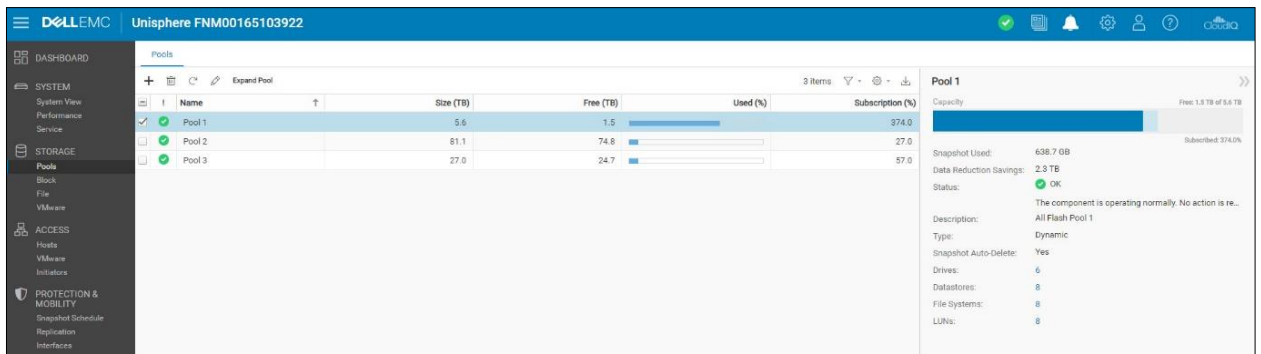 DELLEMC Unisphere FNM00165103922 CloudIQ
DASHBOARD
SYSTEM
System View
Performance
Service
STORAGE
Pools
Block
File
VMware
ACCESS
Hosts
VMware
Initiators
PROTECTION & MOBILITY
Snapshot Schedule
Replication
Interfaces
Pools
Expand Pool 3 items
! Name Size (TB) Free (TB) Used (%) Subscription (%)
Pool 1 5.6 1.5 374.0
Pool 2 81.1 74.8 27.0
Pool 3 27.0 24.7 57.0
Pool 1
Capacity Free: 1.5 TB of 5.6 TB
Subscribed: 374.0%
Snapshot Used: 638.7 GB
Data Reduction Savings: 2.3 TB
Status: OK
The component is operating normally. No action is re...
Description: All Flash Pool 1
Type: Dynamic
Snapshot Auto-Delete: Yes
Drives: 6
Datastores: 8
File Systems: 8
LUNs: 8